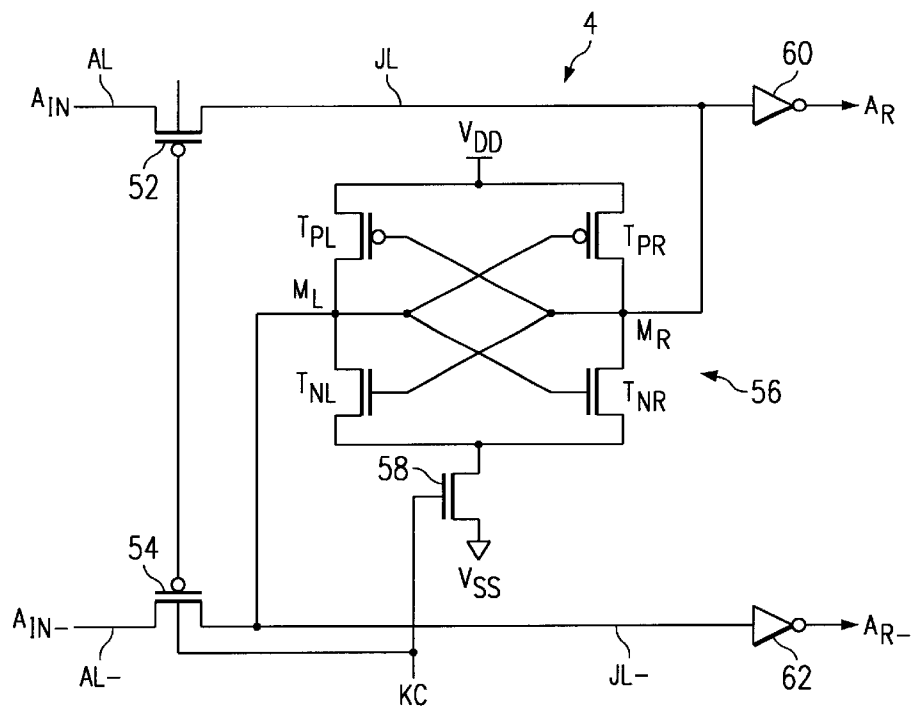 4
AL
JL
60
A_IN
A_R
V_DD
52
T_PL
T_PR
M_L
M_R
T_NL
T_NR
56
58
54
V_SS
A_IN-
A_R-
AL-
KC
JL-
62